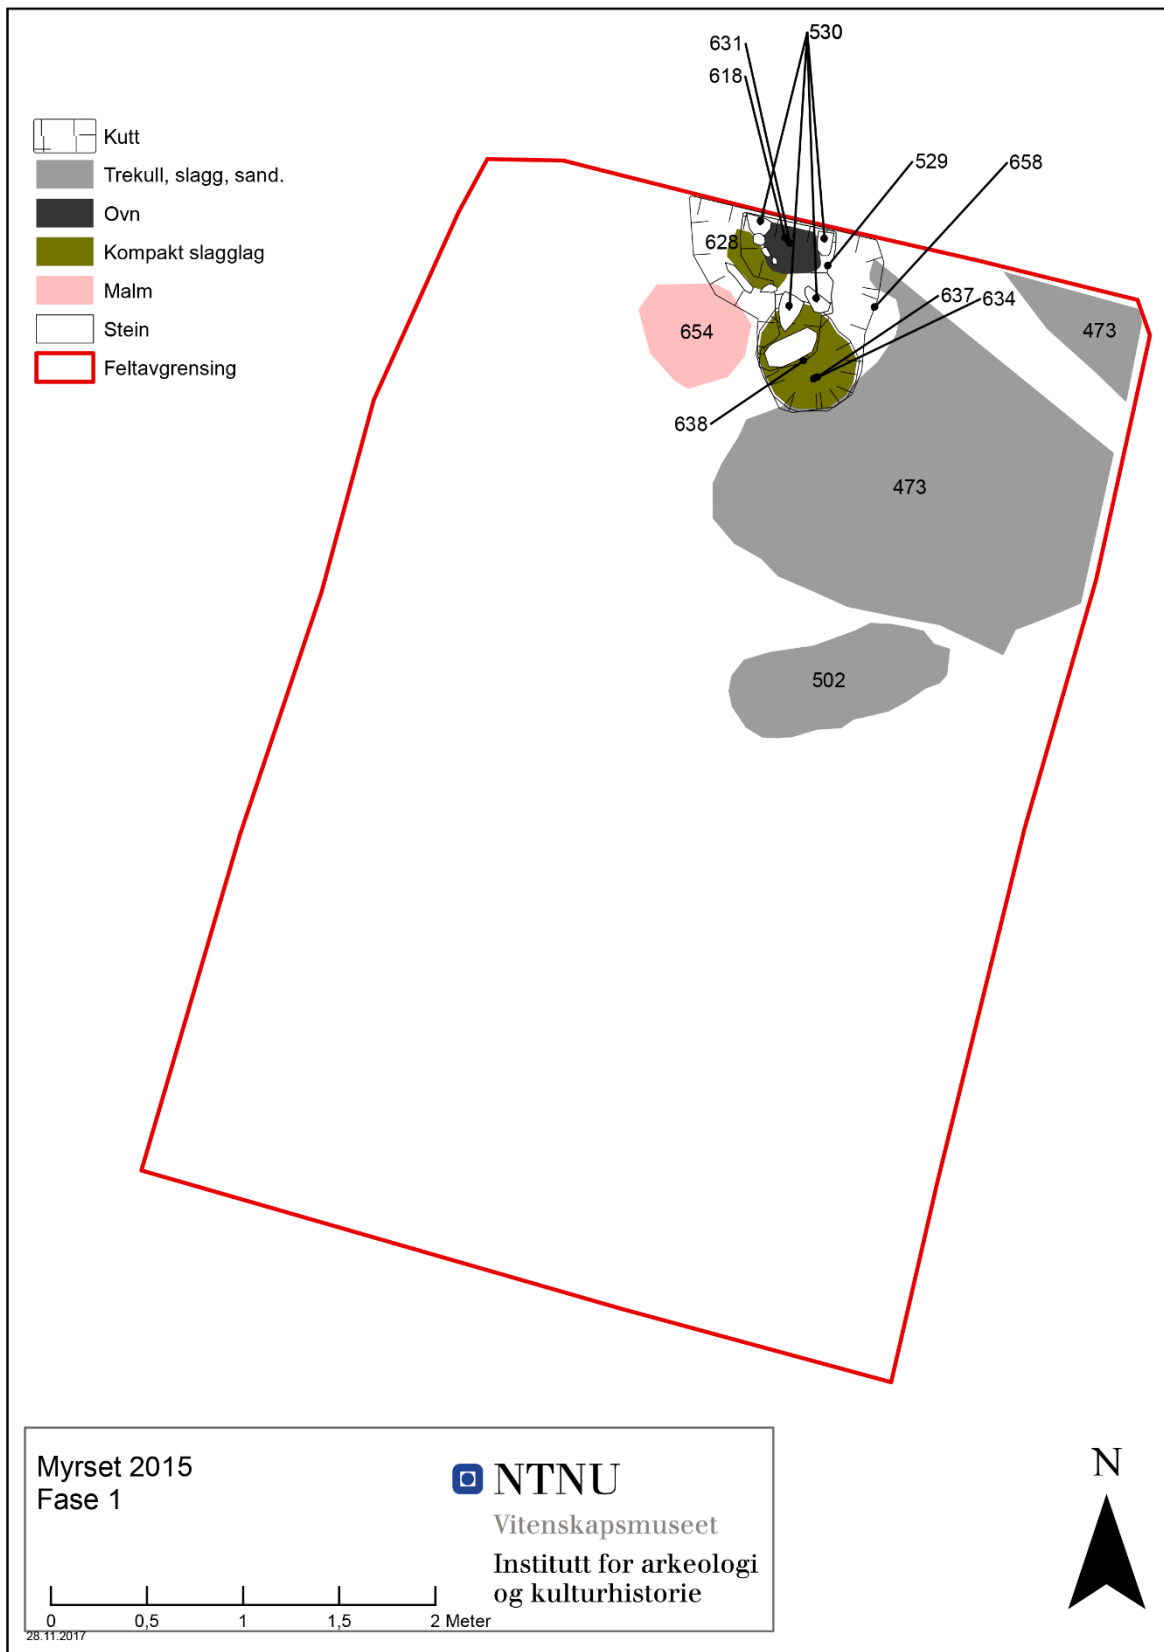 530
631
618
529
658
Kutt
Trekull, slagg, sand.
Ovn
Kompakt slagglag
Malm
Stein
Feltavgrensing
628
637
634
654
473
638
473
502
Myrset 2015
Fase 1
NTNU
Vitenskapsmuseet
Institutt for arkeologi
og kulturhistorie
N
0 0,5 1 1,5 2 Meter
28.11.2017